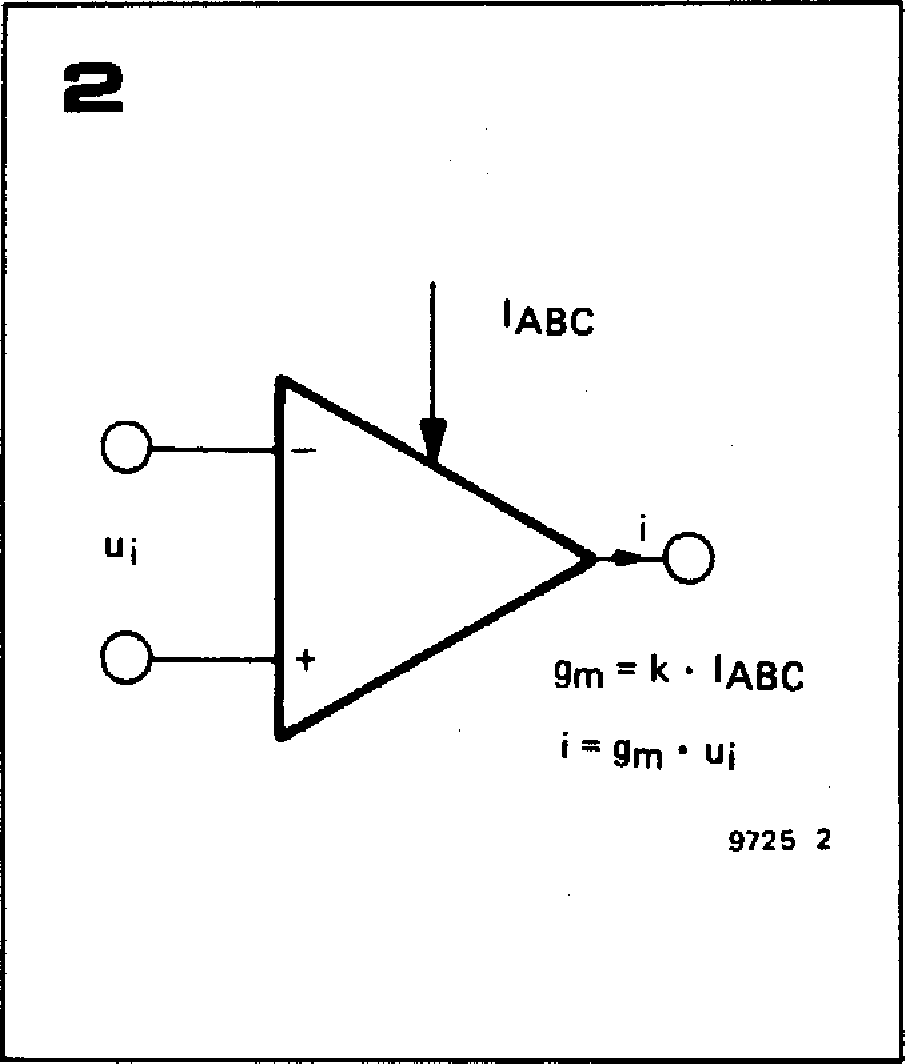 2
IABC
−
ui
i
+
gm = k · IABC
i = gm · ui
9725 2